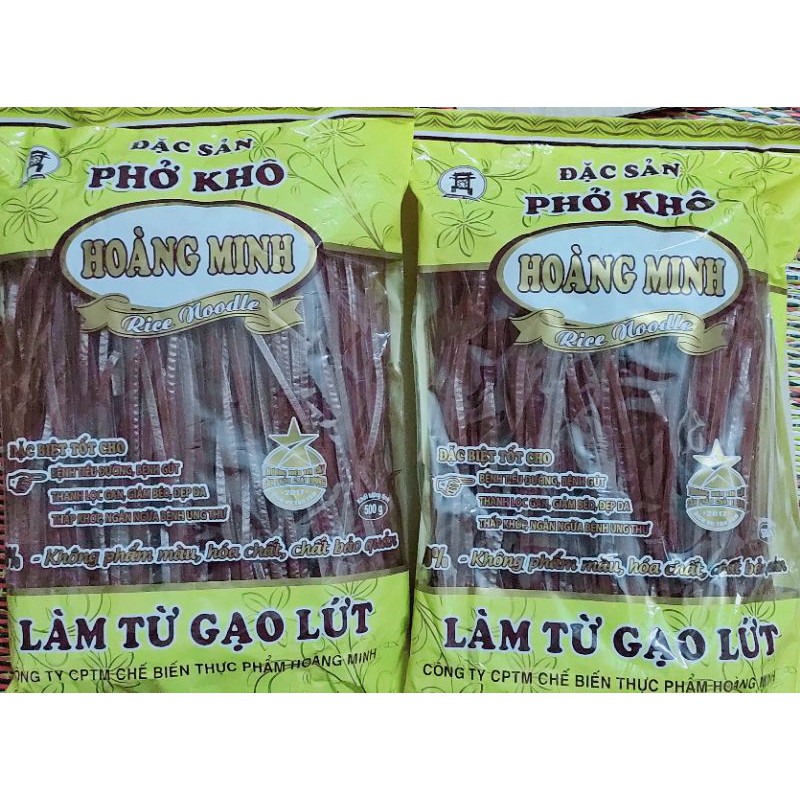 ĐẶC SẢN
PHỞ KHÔ
HOÀNG MINH
Rice Noodle
ĐẶC BIỆT TỐT CHO
BỆNH TIỂU ĐƯỜNG, BỆNH GÚT
THANH LỌC GAN, GIẢM BÉO, ĐẸP DA
THẤP KHỚP, NGĂN NGỪA BỆNH UNG THƯ
2017
500 g
% - Không phẩm màu, hóa chất, chất bảo quản
LÀM TỪ GẠO LỨT
CÔNG TY CPTM CHẾ BIẾN THỰC PHẨM HOÀNG MINH
ĐẶC SẢN
PHỞ KHÔ
HOÀNG MINH
Rice Noodle
ĐẶC BIỆT TỐT CHO
BỆNH TIỂU ĐƯỜNG, BỆNH GÚT
THANH LỌC GAN, GIẢM BÉO, ĐẸP DA
THẤP KHỚP, NGĂN NGỪA BỆNH UNG THƯ
2017
% - Không phẩm màu, hóa chất, chất bảo quản
LÀM TỪ GẠO LỨT
CÔNG TY CPTM CHẾ BIẾN THỰC PHẨM HOÀNG MINH